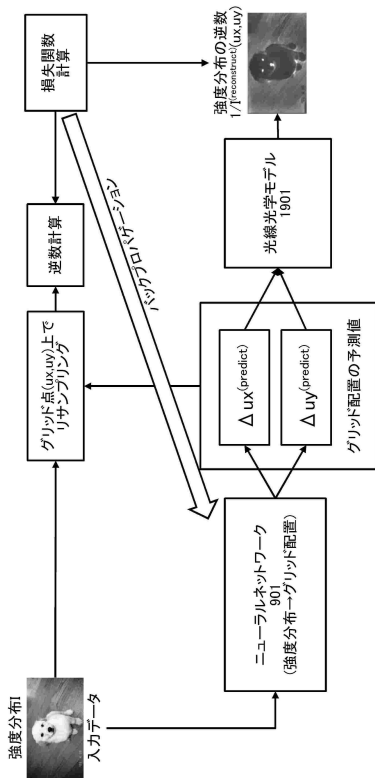 強度分布I
入力データ
グリッド点(ux,uy)上で
リサンプリング
逆数計算
損失関数
計算
バックプロパゲーション
ニューラルネットワーク
901
(強度分布→グリッド配置)
Δux(predict)
Δuy(predict)
グリッド配置の予測値
光線光学モデル
1901
強度分布の逆数
1/I(reconstruct)(ux,uy)